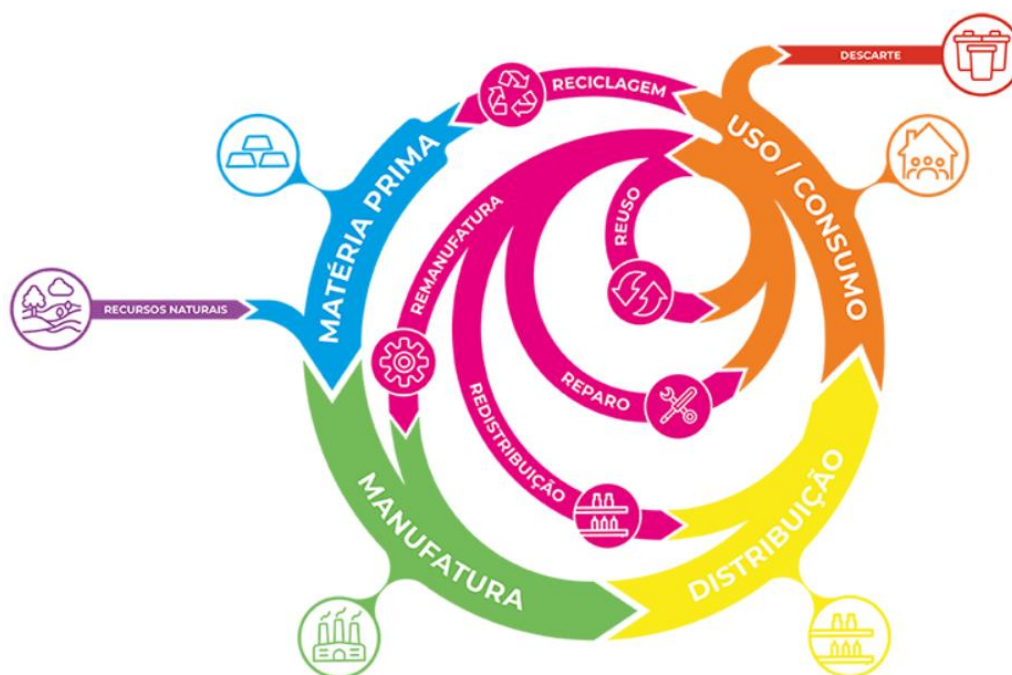 DESCARTE
RECICLAGEM
USO / CONSUMO
MATÉRIA PRIMA
REUSO
REMANUFATURA
RECURSOS NATURAIS
REPARO
REDISTRIBUIÇÃO
MANUFATURA
DISTRIBUIÇÃO